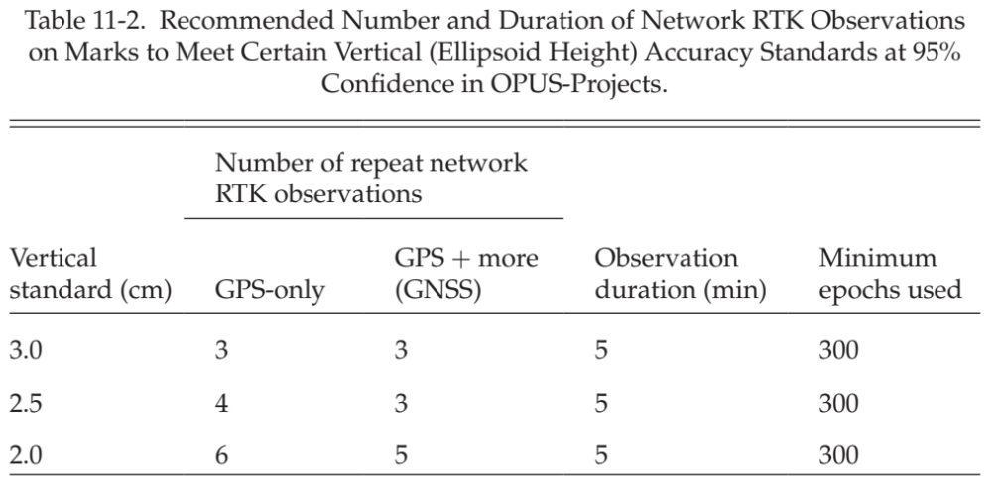 Table 11-2. Recommended Number and Duration of Network RTK Observations
on Marks to Meet Certain Vertical (Ellipsoid Height) Accuracy Standards at 95%
Confidence in OPUS-Projects.
Number of repeat network
RTK observations
Vertical
standard (cm)
GPS-only
GPS + more
(GNSS)
Observation
duration (min)
Minimum
epochs used
3.0 3 3 5 300
2.5 4 3 5 300
2.0 6 5 5 300